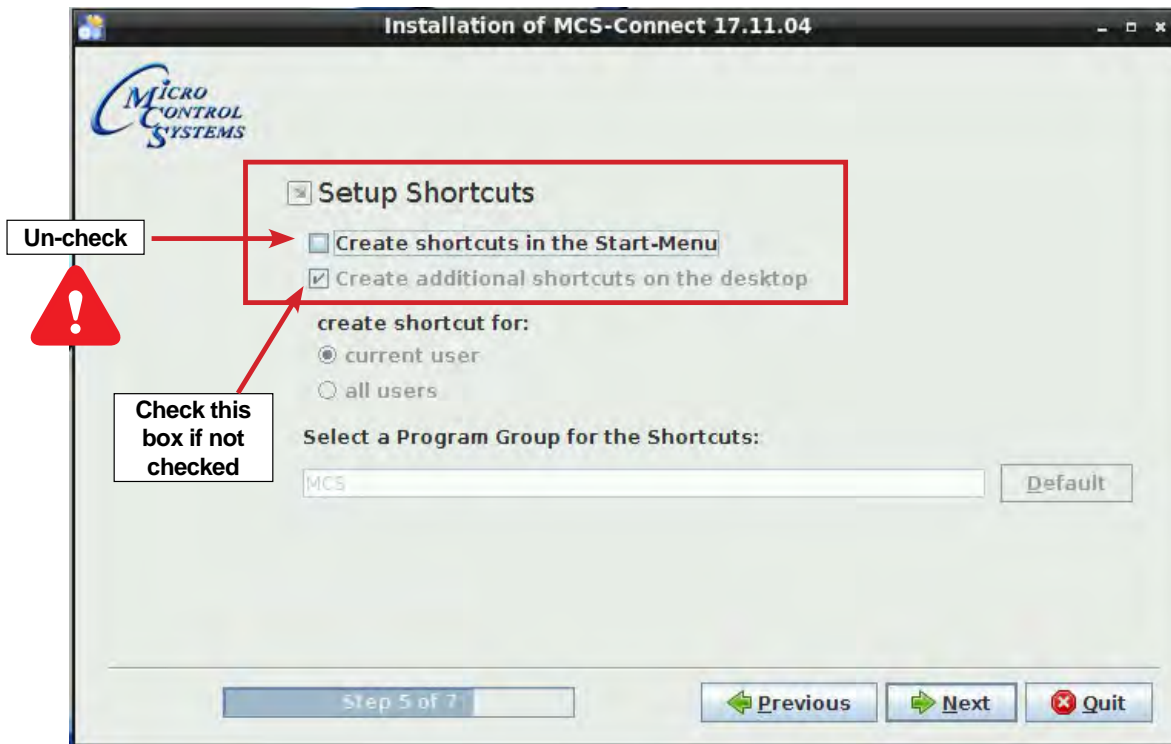 Installation of MCS-Connect 17.11.04
MICRO
CONTROL
SYSTEMS
Setup Shortcuts
Un-check
Create shortcuts in the Start-Menu
Create additional shortcuts on the desktop
create shortcut for:
current user
all users
Check this
box if not
checked
Select a Program Group for the Shortcuts:
MCS
Default
Step 5 of 7
Previous
Next
Quit